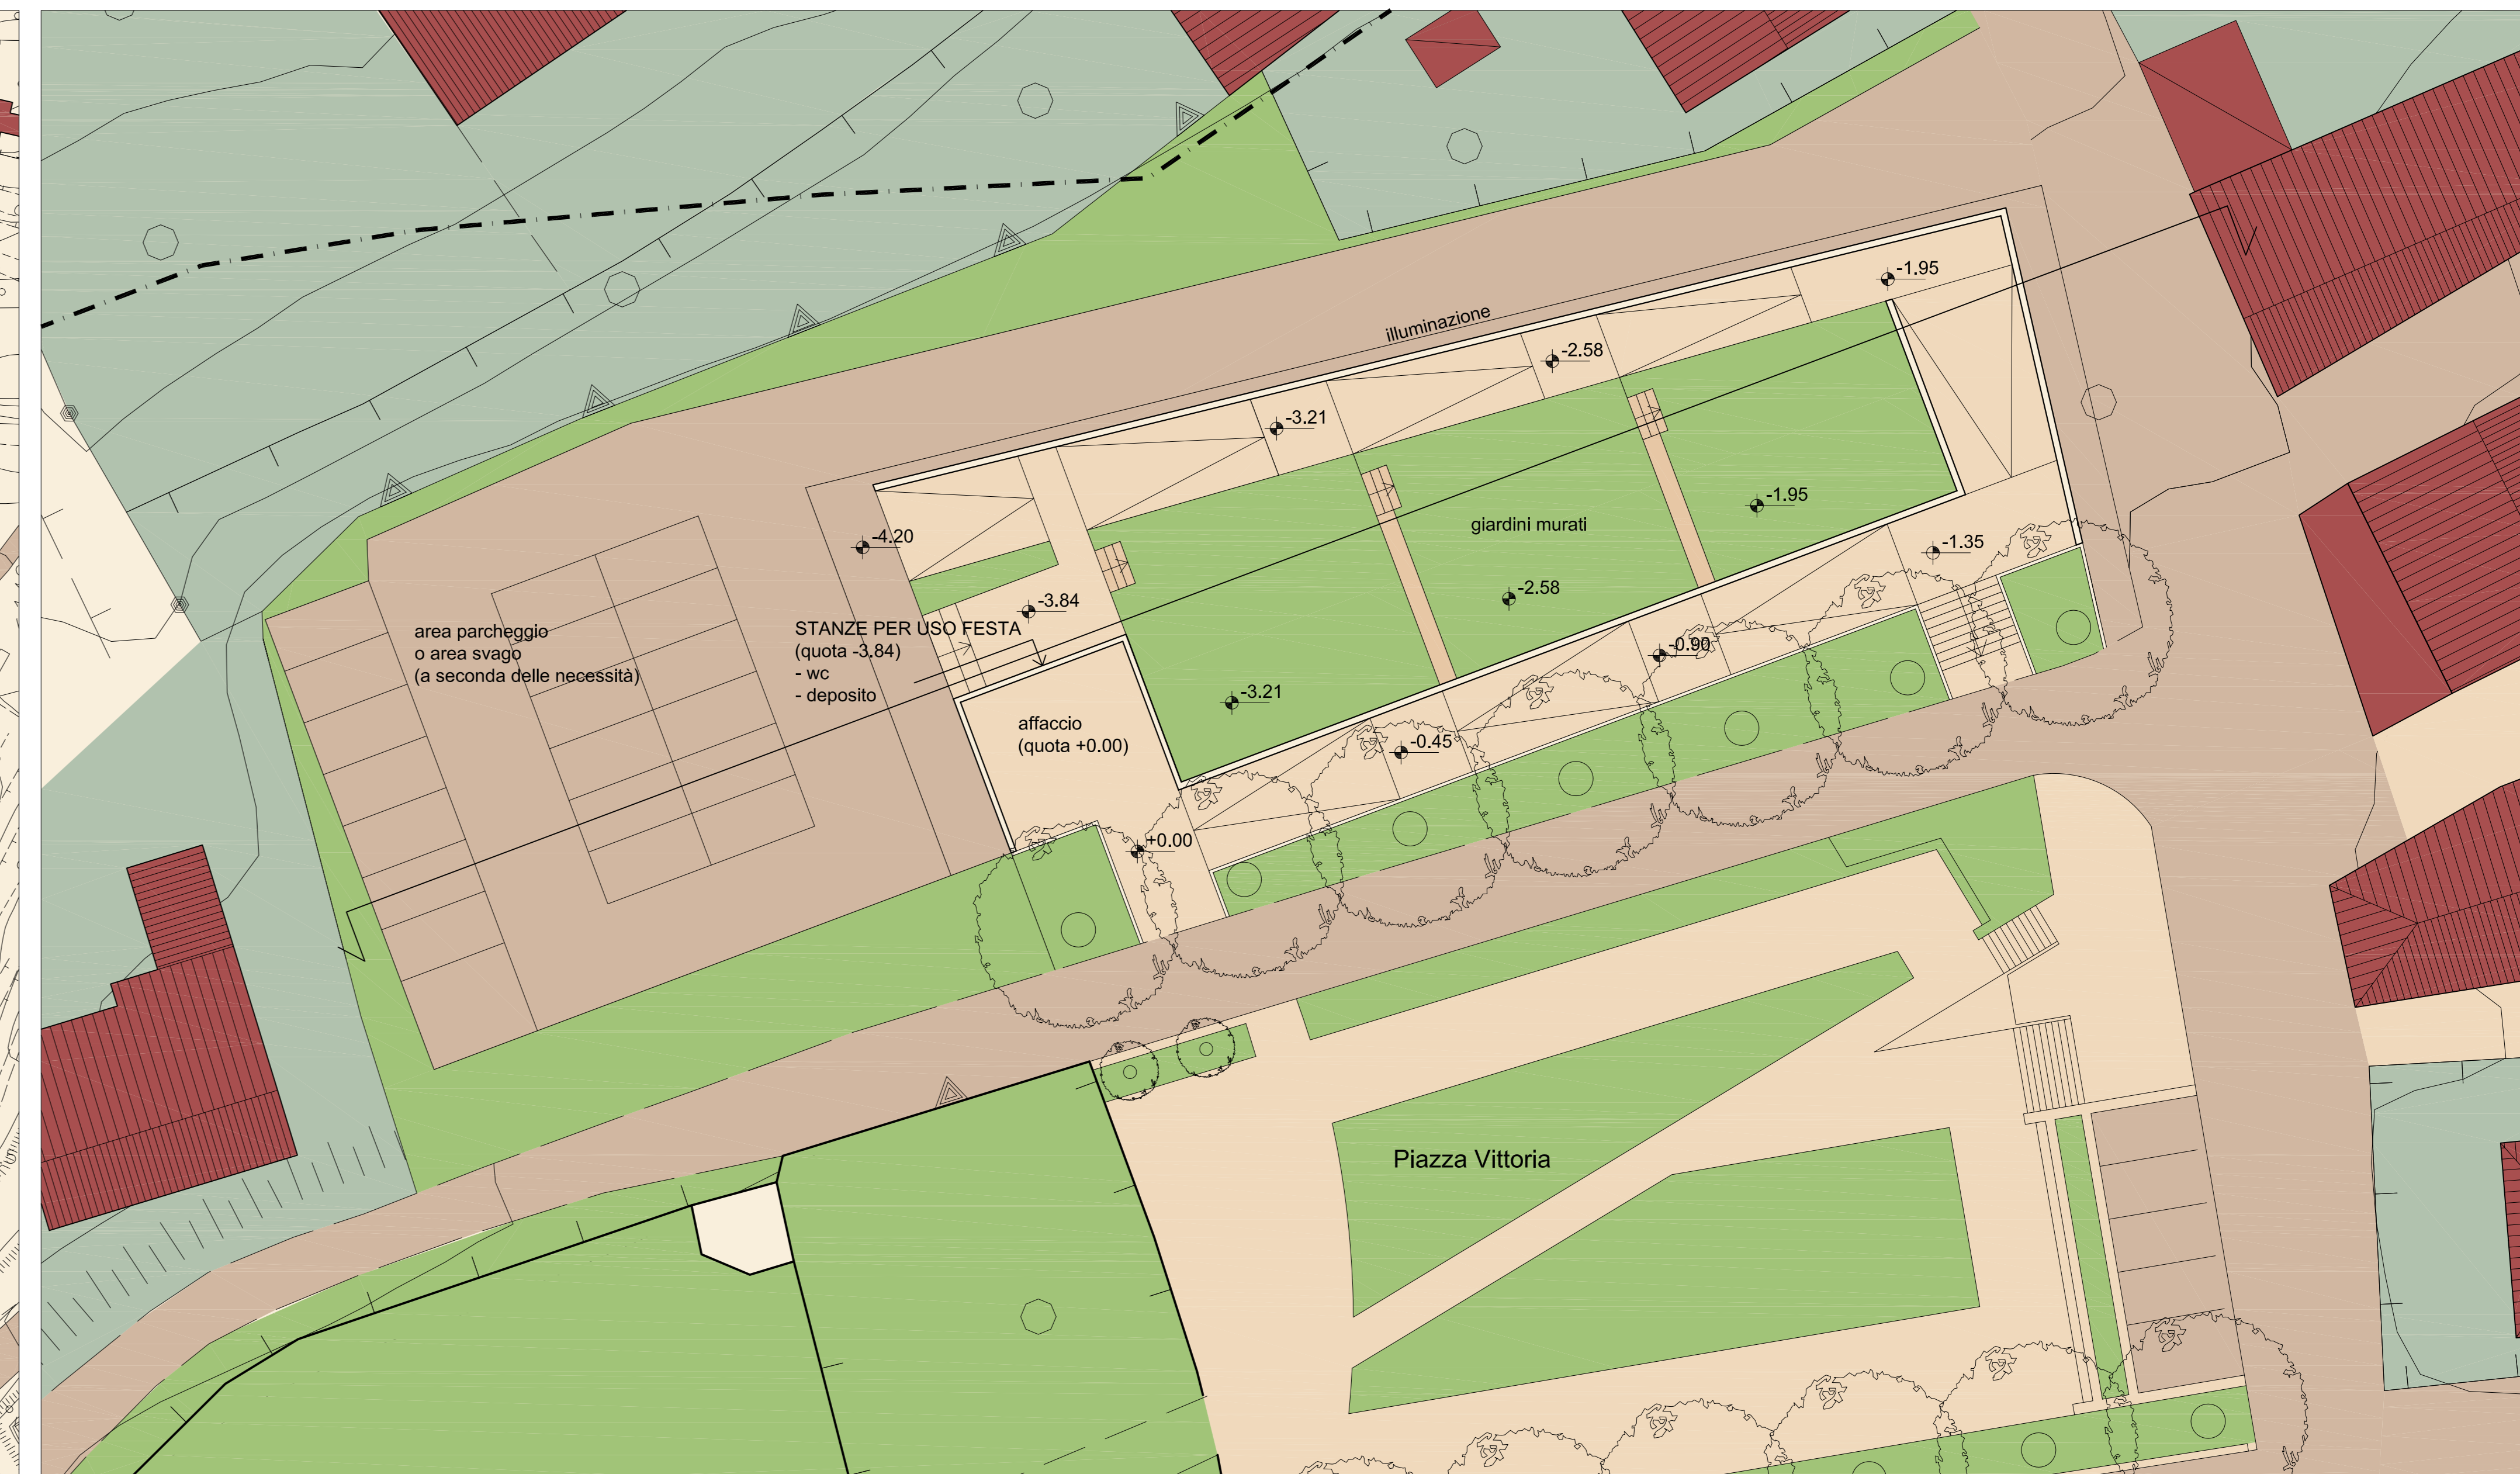 -1.95
illuminazione
-2.58
-3.21
-1.95
giardini murati
-4.20
-1.35
-2.58
-3.84
area parcheggio
o area svago
(a seconda delle necessità)
STANZE PER USO FESTA
(quota -3.84)
- wc
- deposito
-0.90
-3.21
affaccio
(quota +0.00)
-0.45
+0.00
Piazza Vittoria